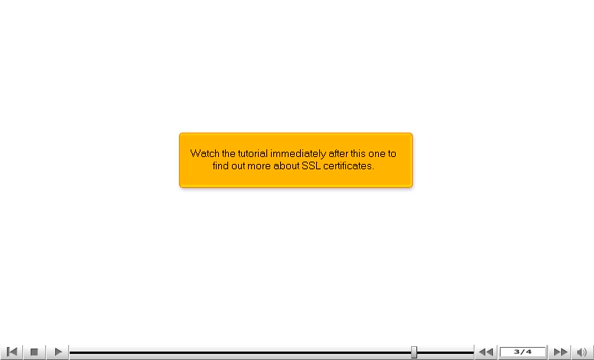 Watch the tutorial immediately after this one to
find out more about SSL certificates.
3/4